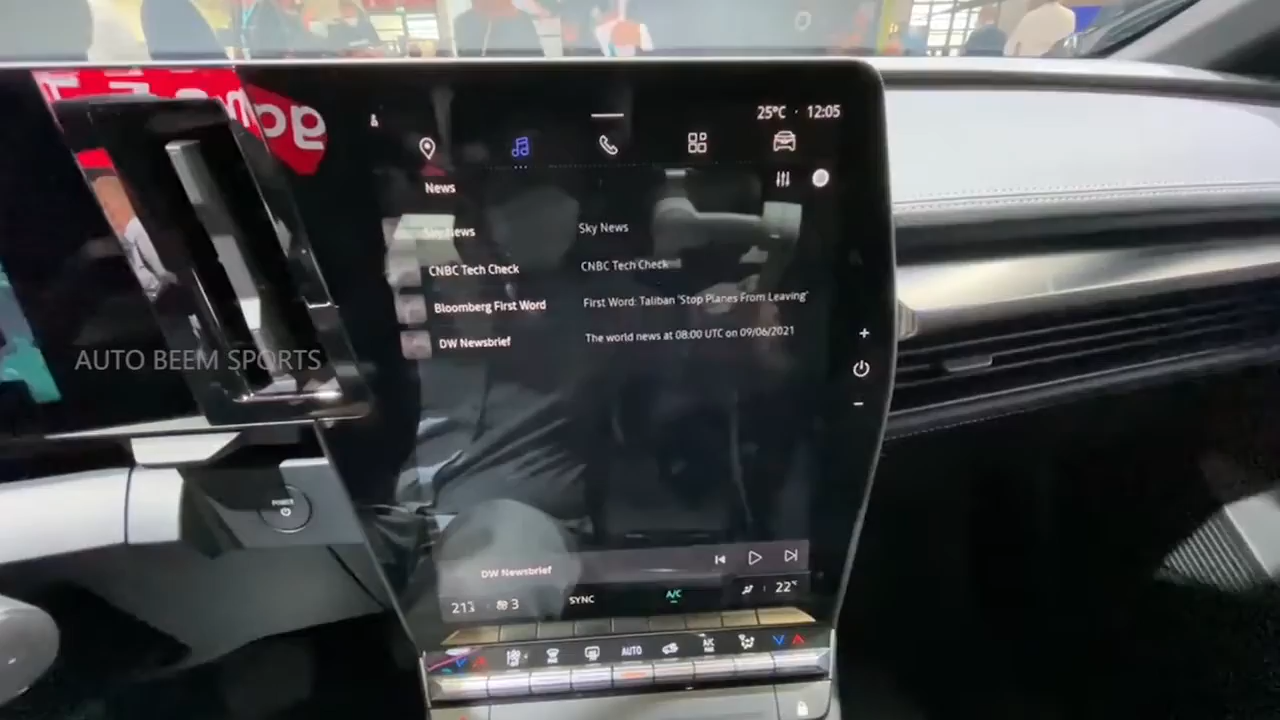 25°C · 12:05
News
Sky News
Sky News
CNBC Tech Check
CNBC Tech Check
Bloomberg First Word
First Word: Taliban 'Stop Planes From Leaving'
DW Newsbrief
The world news at 08:00 UTC on 09/06/2021
AUTO BEEM SPORTS
POWER
DW Newsbrief
3
SYNC
A/C
22°
AUTO